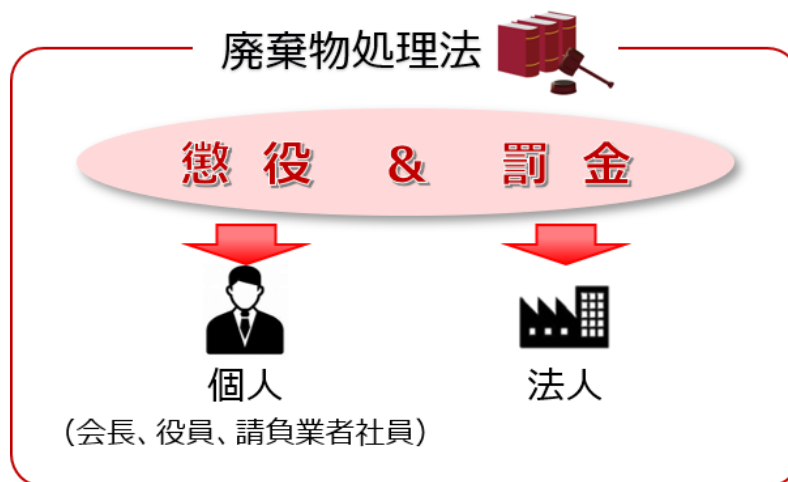 廃棄物処理法
懲役 & 罰金
個人 法人
（会長、役員、請負業者社員）